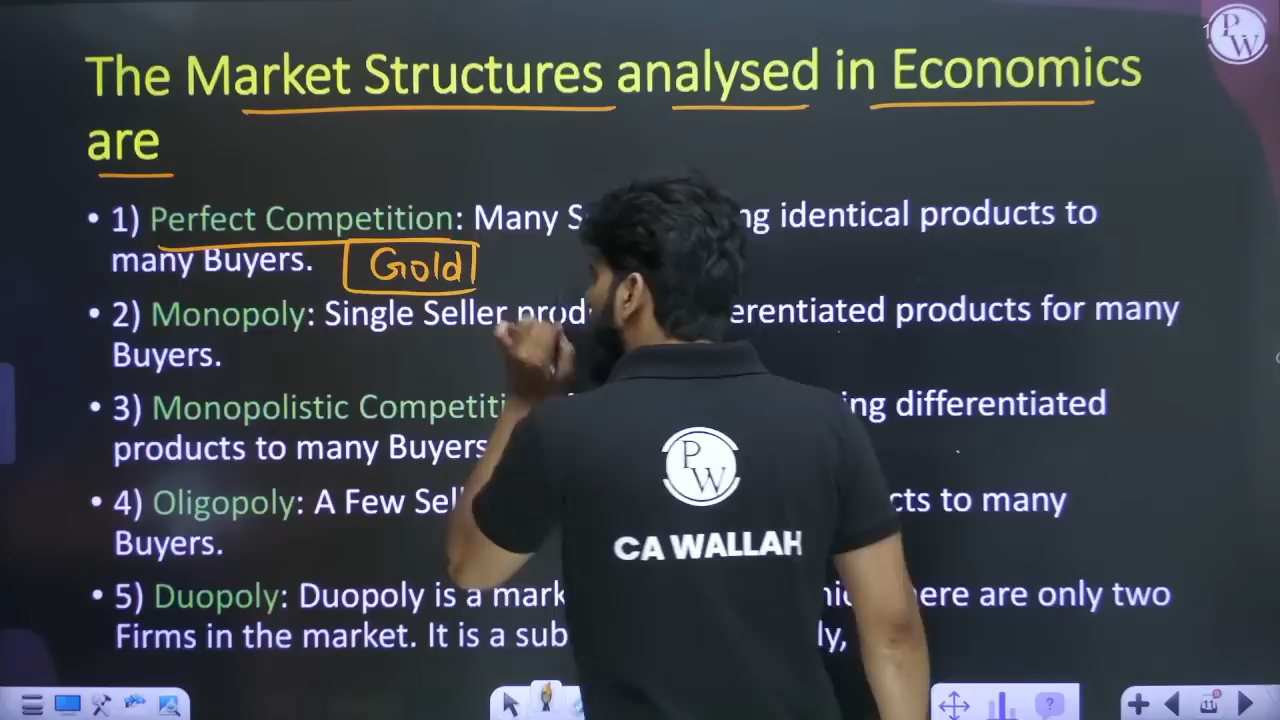 The Market Structures analysed in Economics
are
• 1) Perfect Competition: Many S ng identical products to
many Buyers. Gold
• 2) Monopoly: Single Seller prod erentiated products for many
Buyers.
• 3) Monopolistic Competiti ing differentiated
products to many Buyers
• 4) Oligopoly: A Few Sel cts to many
Buyers.
• 5) Duopoly: Duopoly is a mark here are only two
Firms in the market. It is a sub ly,
PW
PW
CA WALLAH
11